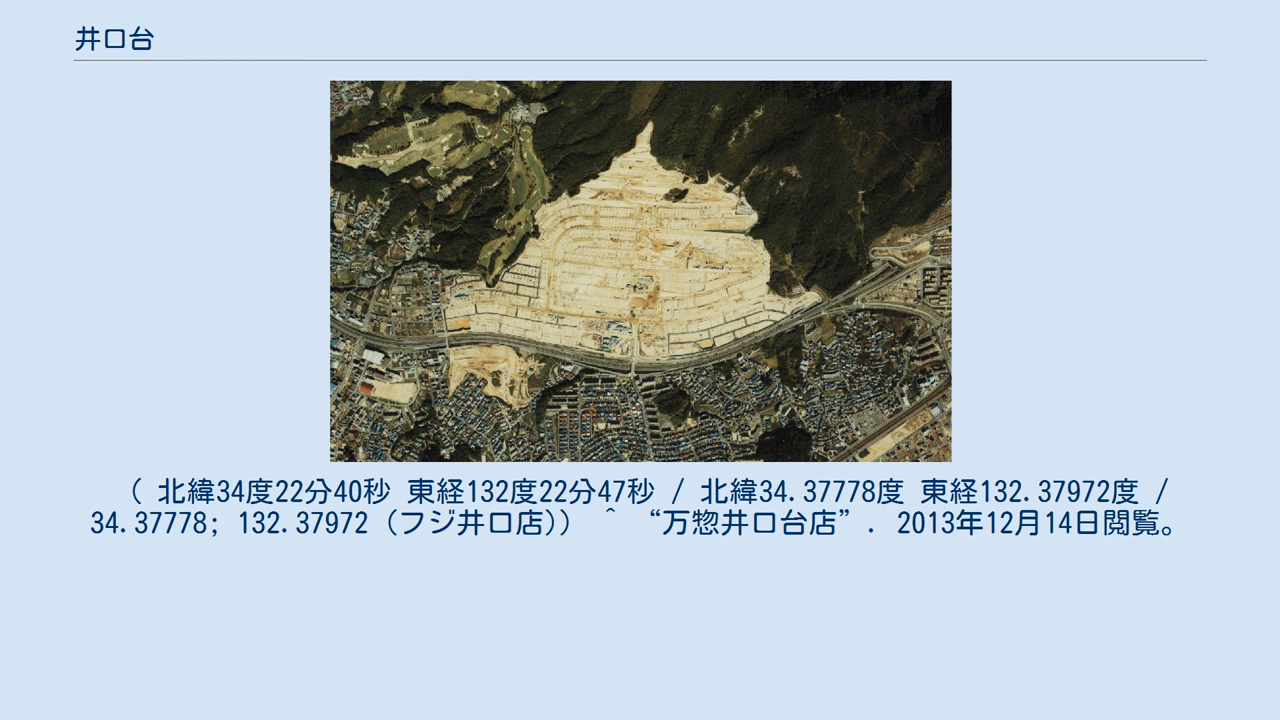 井口台
( 北緯34度22分40秒 東経132度22分47秒 / 北緯34.37778度 東経132.37972度 /
34.37778; 132.37972 (フジ井口店)) ^ “万惣井口台店”. 2013年12月14日閲覧。